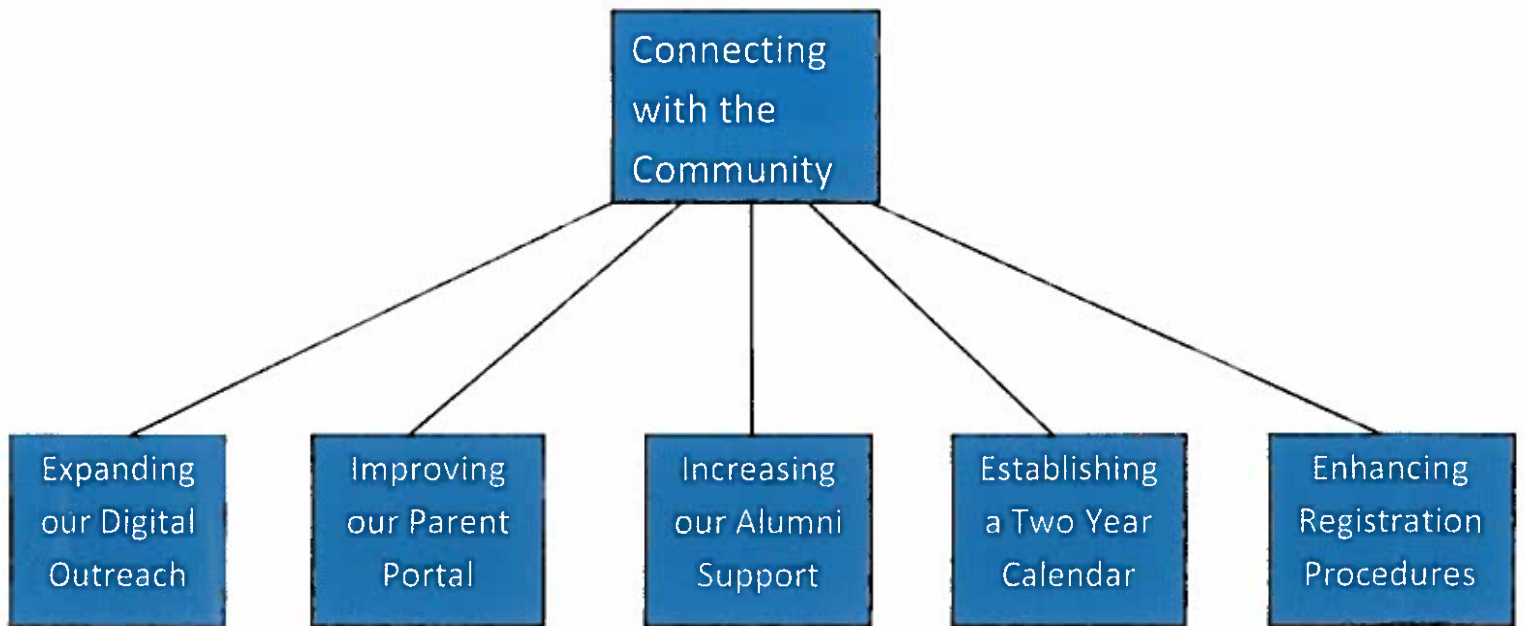 Connecting
with the
Community
Expanding
our Digital
Outreach
Improving
our Parent
Portal
Increasing
our Alumni
Support
Establishing
a Two Year
Calendar
Enhancing
Registration
Procedures